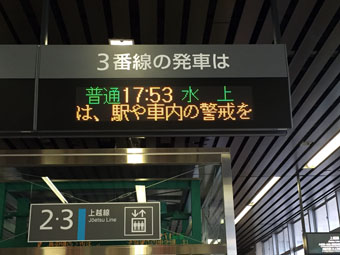 3番線の発車は
普通17:53 水 上
は、駅や車内の警戒を
2・3 上越線
Jōetsu Line